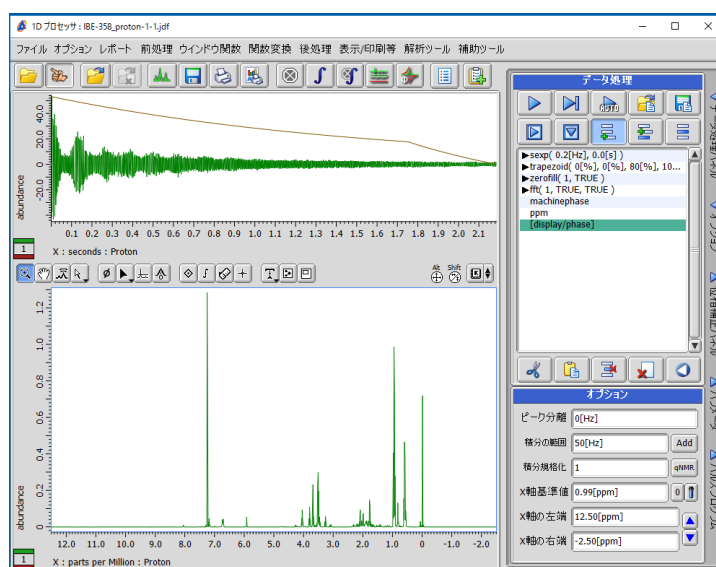 1D プロセッサ : IBE-358_proton-1-1.jdf
ファイル オプション レポート 前処理 ウインドウ関数 関数変換 後処理 表示/印刷等 解析ツール 補助ツール
40.0
20.0
0
-20.0
abundance
0.1 0.2 0.3 0.4 0.5 0.6 0.7 0.8 0.9 1.0 1.1 1.2 1.3 1.4 1.5 1.6 1.7 1.8 1.9 2.0 2.1
1
X : seconds : Proton
Alt Shift
1.2
1.0
0.8
0.6
0.4
0.2
0
abundance
12.0 11.0 10.0 9.0 8.0 7.0 6.0 5.0 4.0 3.0 2.0 1.0 0 -1.0 -2.0
1
X : parts per Million : Proton
データ処理
AUTO
▶sexp( 0.2[Hz], 0.0[s] )
▶trapezoid( 0[%], 0[%], 80[%], 10...
▶zerofill( 1, TRUE )
▶fft( 1, TRUE, TRUE )
machinephase
ppm
[display/phase]
オプション
ピーク分離 0[Hz]
積分の範囲 50[Hz] Add
積分規格化 1 qNMR
X軸基準値 0.99[ppm] 0
X軸の左端 12.50[ppm]
X軸の右端 -2.50[ppm]